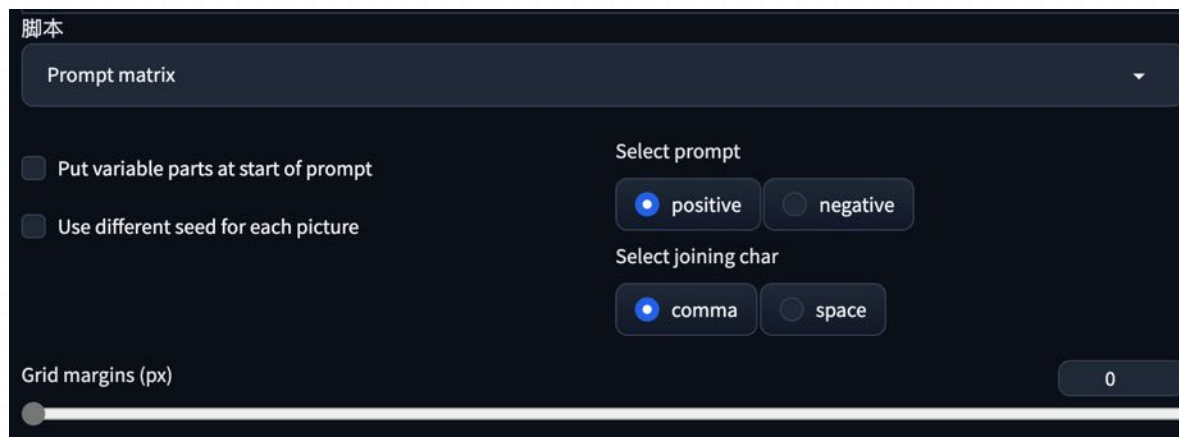 脚本
Prompt matrix
Put variable parts at start of prompt
Use different seed for each picture
Select prompt
positive
negative
Select joining char
comma
space
Grid margins (px)
0